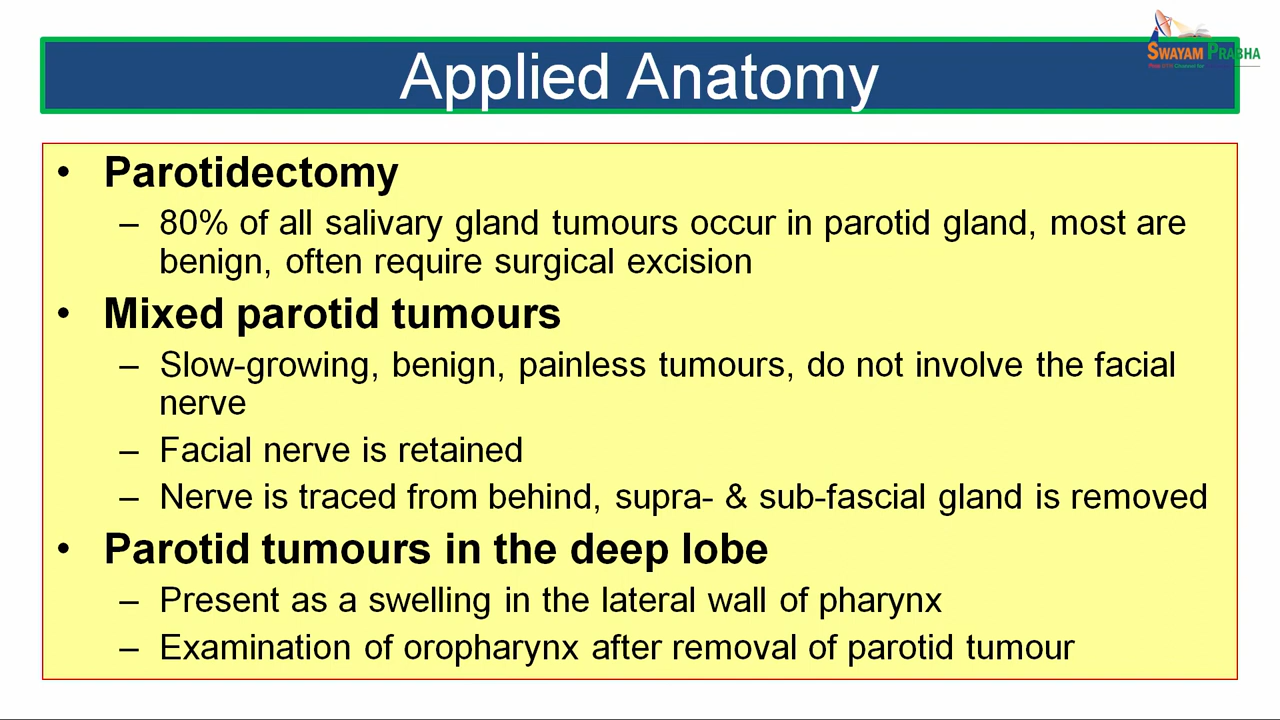 SWAYAM PRABHA
Applied Anatomy
• Parotidectomy
– 80% of all salivary gland tumours occur in parotid gland, most are
benign, often require surgical excision
• Mixed parotid tumours
– Slow-growing, benign, painless tumours, do not involve the facial
nerve
– Facial nerve is retained
– Nerve is traced from behind, supra- & sub-fascial gland is removed
• Parotid tumours in the deep lobe
– Present as a swelling in the lateral wall of pharynx
– Examination of oropharynx after removal of parotid tumour